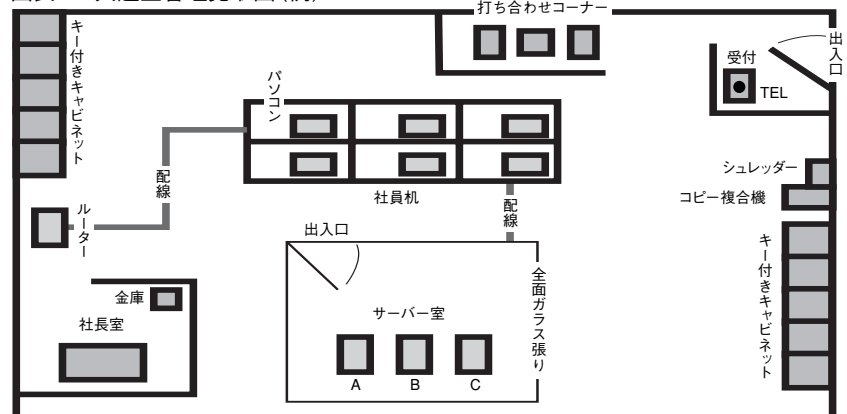 打ち合わせコーナー
キー付きキャビネット
パソコン
出入口
受付
TEL
配線
シュレッダー
コピー複合機
社員机
配線
ルーター
出入口
キー付きキャビネット
全面ガラス張り
金庫
社長室
サーバー室
A
B
C